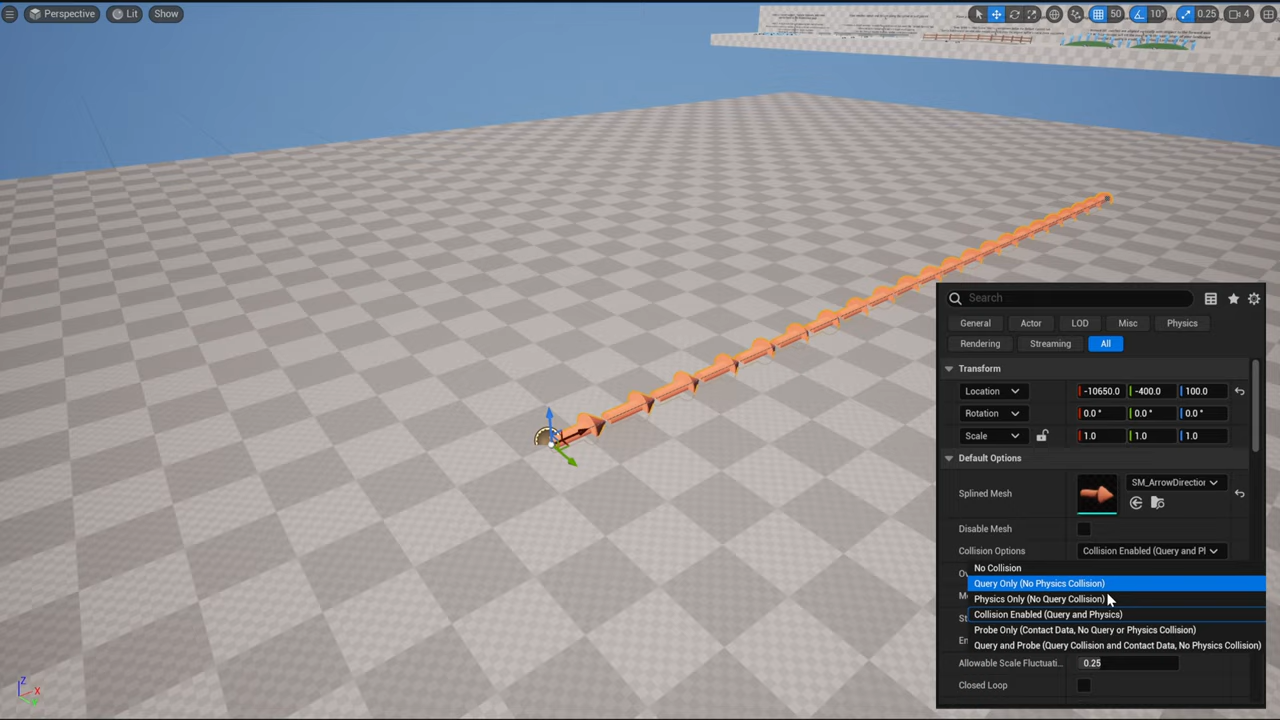 Perspective Lit Show 50 10° 0.25 4
Search
General Actor LOD Misc Physics
Rendering Streaming All
Transform
Location -10650.0 -400.0 100.0
Rotation 0.0 ° 0.0 ° 0.0 °
Scale 1.0 1.0 1.0
Default Options
Splined Mesh SM_ArrowDirection
Disable Mesh
Collision Options Collision Enabled (Query and Pl
No Collision
Query Only (No Physics Collision)
Physics Only (No Query Collision)
Collision Enabled (Query and Physics)
Probe Only (Contact Data, No Query or Physics Collision)
Query and Probe (Query Collision and Contact Data, No Physics Collision)
Allowable Scale Fluctuati... 0.25
Closed Loop
Z
X